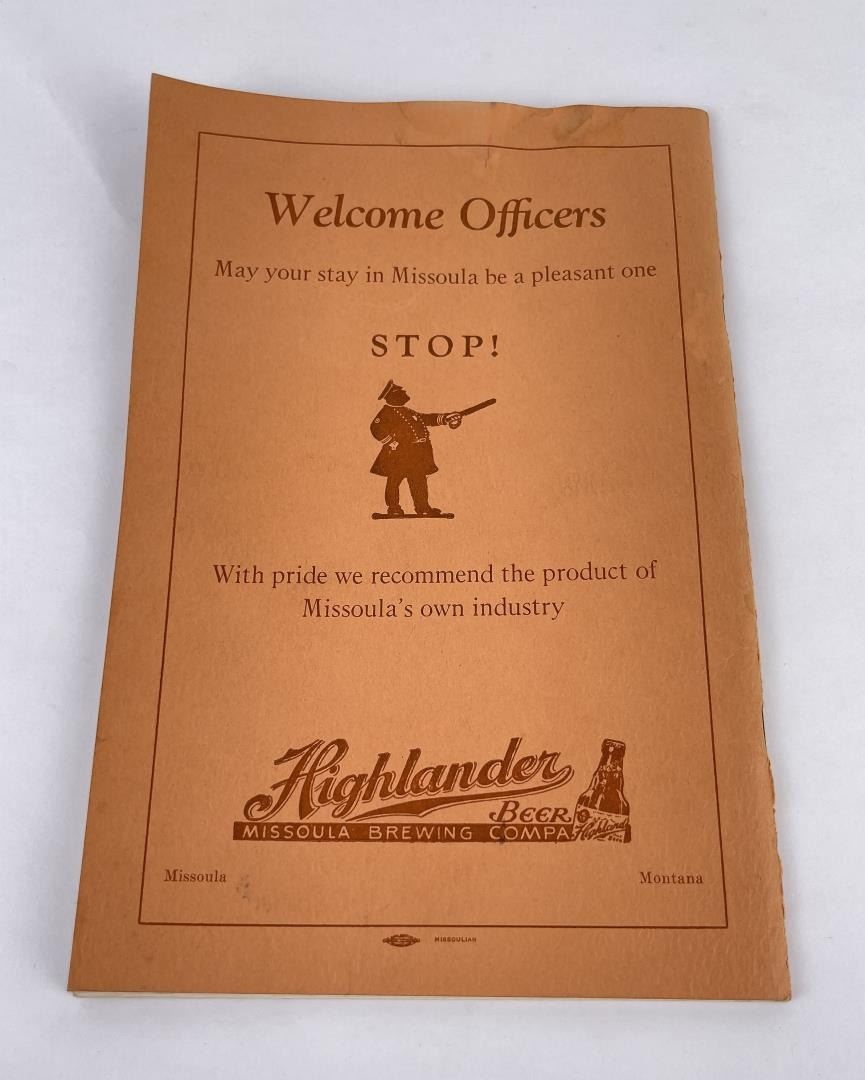 Welcome Officers
May your stay in Missoula be a pleasant one
STOP!
With pride we recommend the product of
Missoula's own industry
Highlander
BEER
MISSOULA BREWING COMPA
Highland
Missoula
Montana
MISSOULIAN